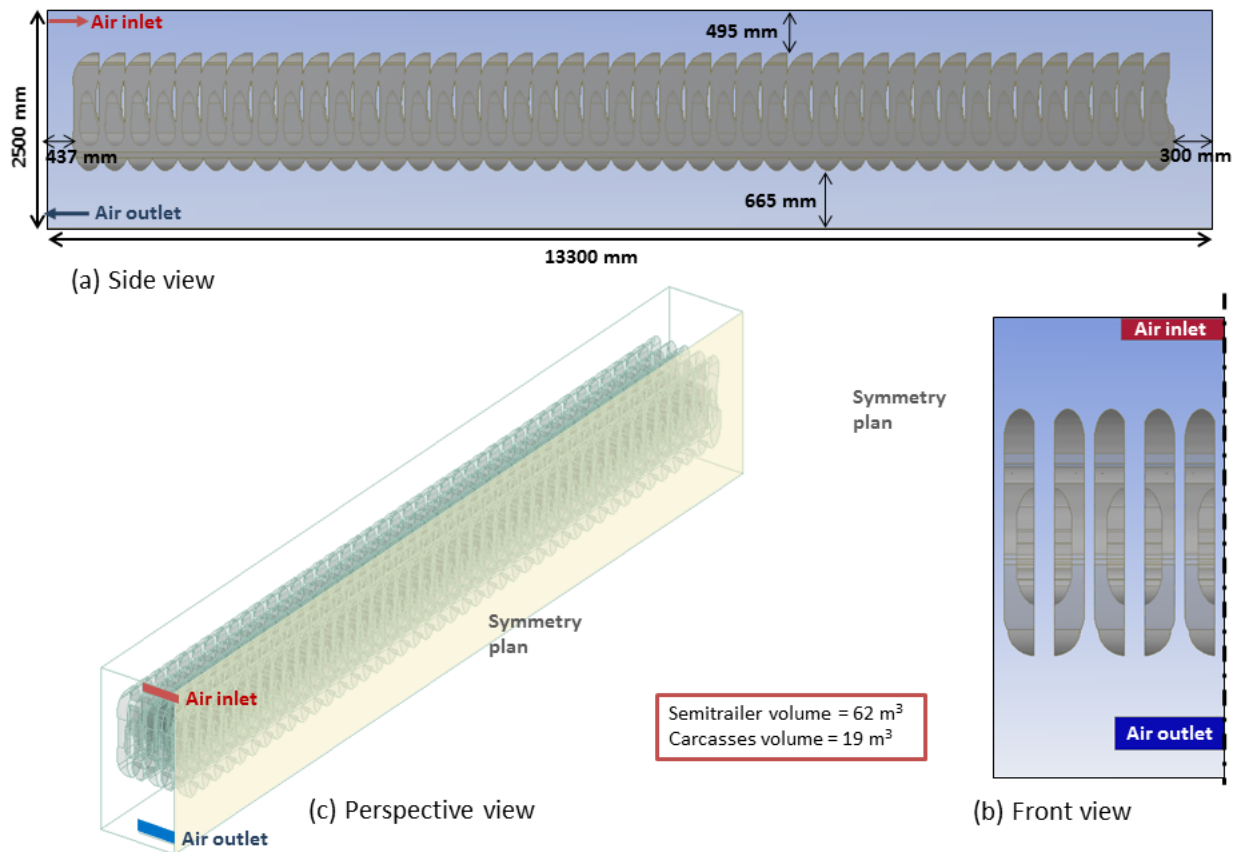 Air inlet
495 mm
2500 mm
437 mm
300 mm
665 mm
Air outlet
13300 mm
(a) Side view
Air inlet
Symmetry
plan
Symmetry
plan
Air inlet
Semitrailer volume = 62 m³
Carcasses volume = 19 m³
Air outlet
(c) Perspective view
(b) Front view
Air outlet